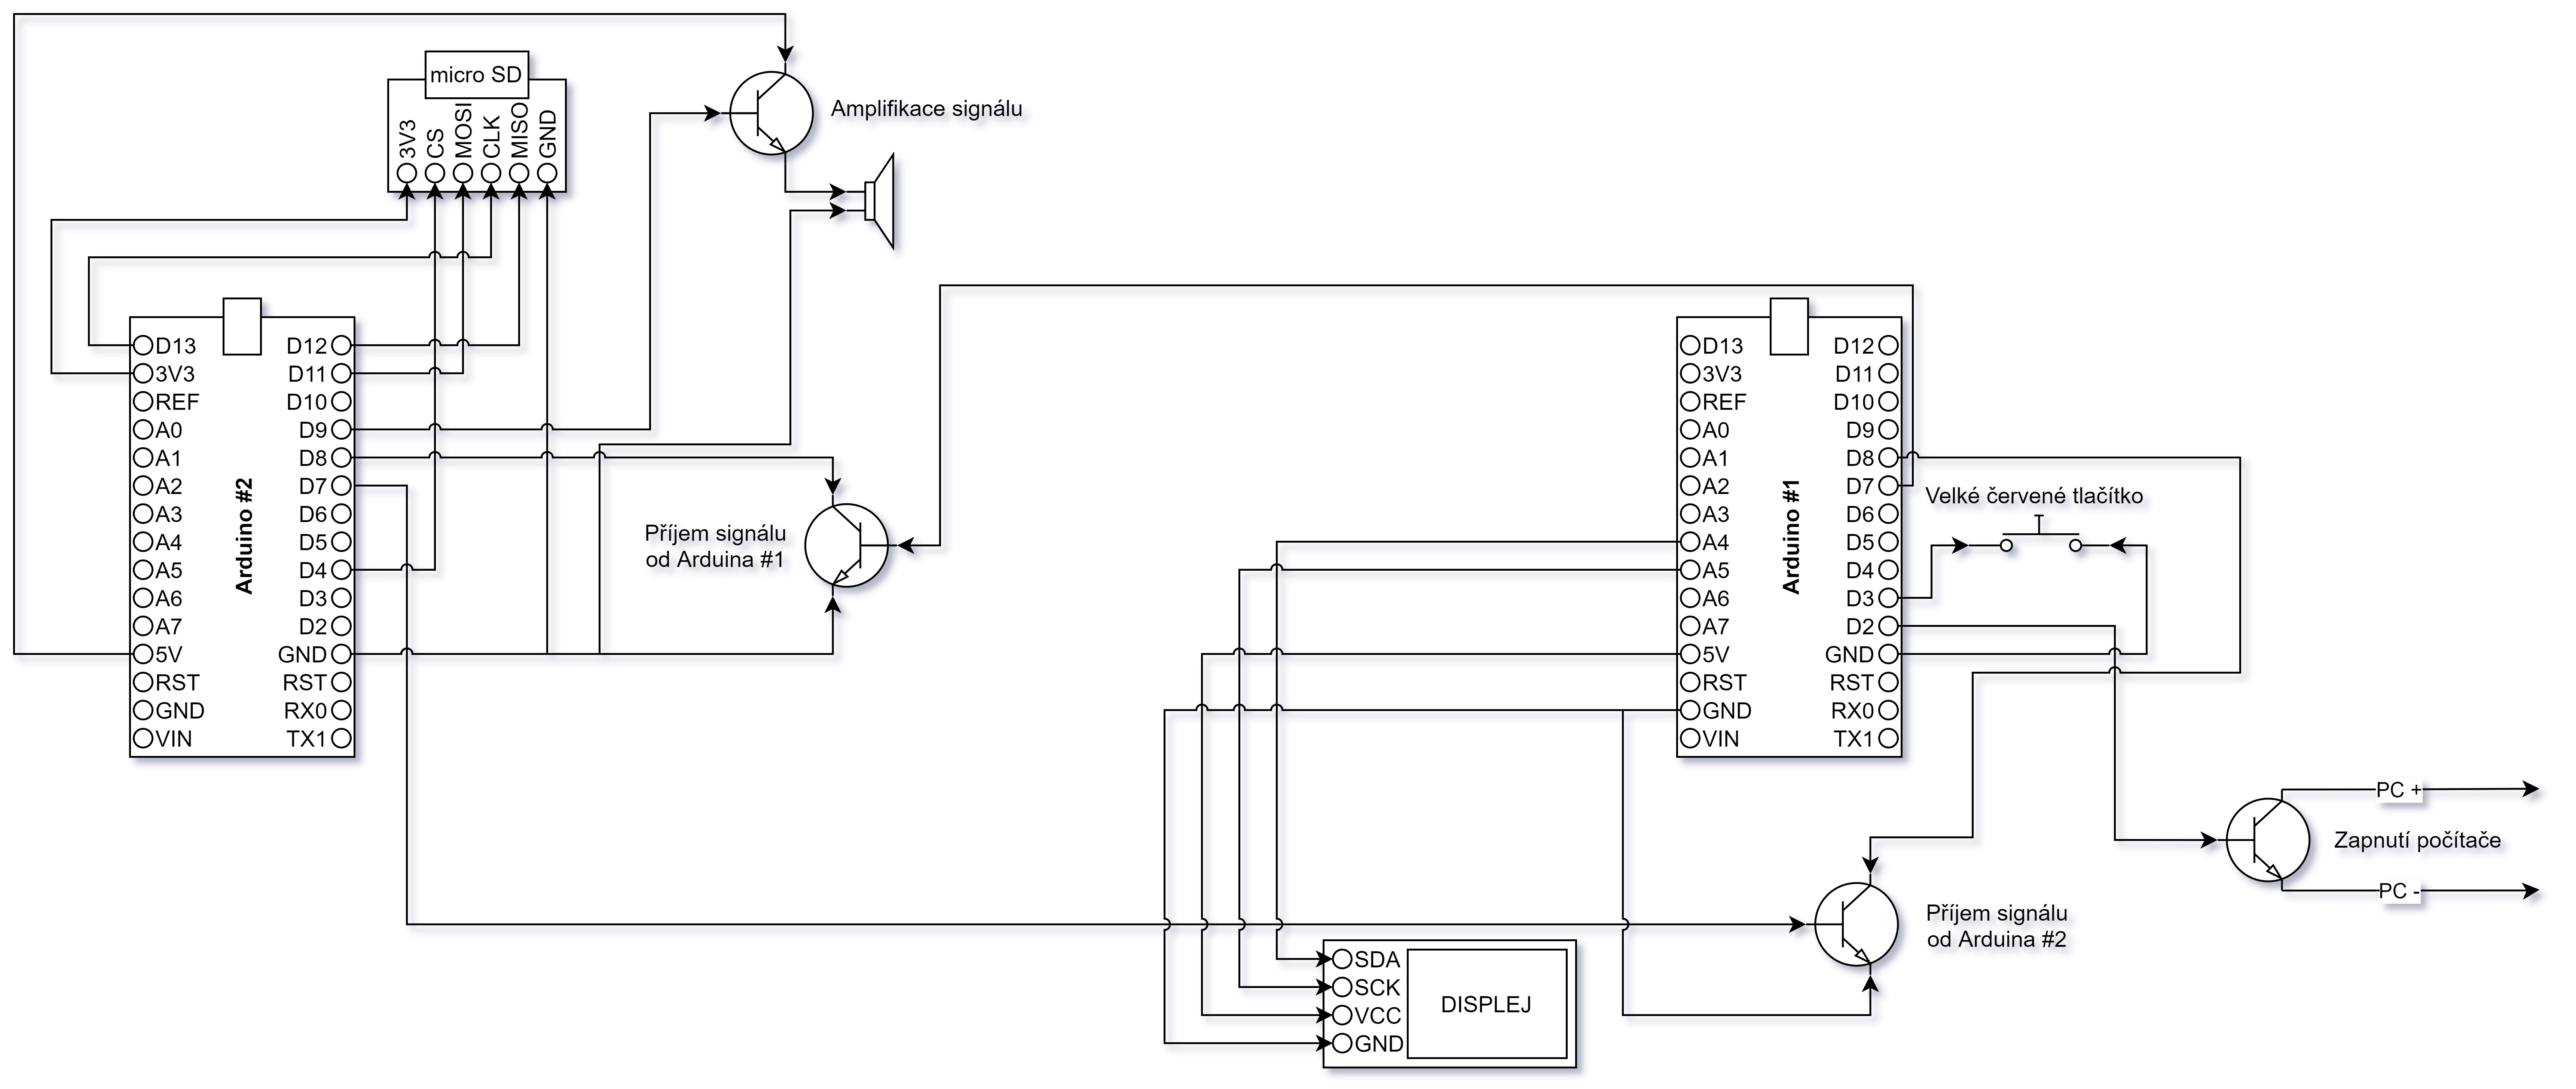 micro SD
3V3
CS
MOSI
CLK
MISO
GND
Amplifikace signálu
Arduino #2
D13
3V3
REF
A0
A1
A2
A3
A4
A5
A6
A7
5V
RST
GND
VIN
D12
D11
D10
D9
D8
D7
D6
D5
D4
D3
D2
GND
RST
RX0
TX1
Příjem signálu
od Arduina #1
Arduino #1
D13
3V3
REF
A0
A1
A2
A3
A4
A5
A6
A7
5V
RST
GND
VIN
D12
D11
D10
D9
D8
D7
D6
D5
D4
D3
D2
GND
RST
RX0
TX1
Velké červené tlačítko
PC +
Zapnutí počítače
PC -
Příjem signálu
od Arduina #2
SDA
SCK
VCC
GND
DISPLEJ